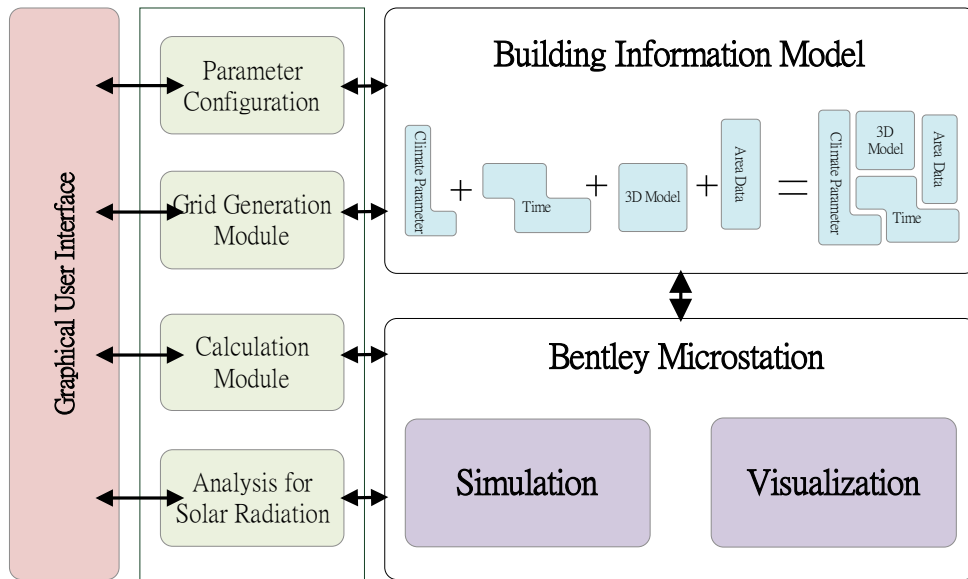 Graphical User Interface
Parameter
Configuration
Grid Generation
Module
Calculation
Module
Analysis for
Solar Radiation
Building Information Model
Climate Parameter
+
Time
+
3D Model
+
Area Data
=
Climate Parameter
3D
Model
Area Data
Time
Bentley Microstation
Simulation
Visualization